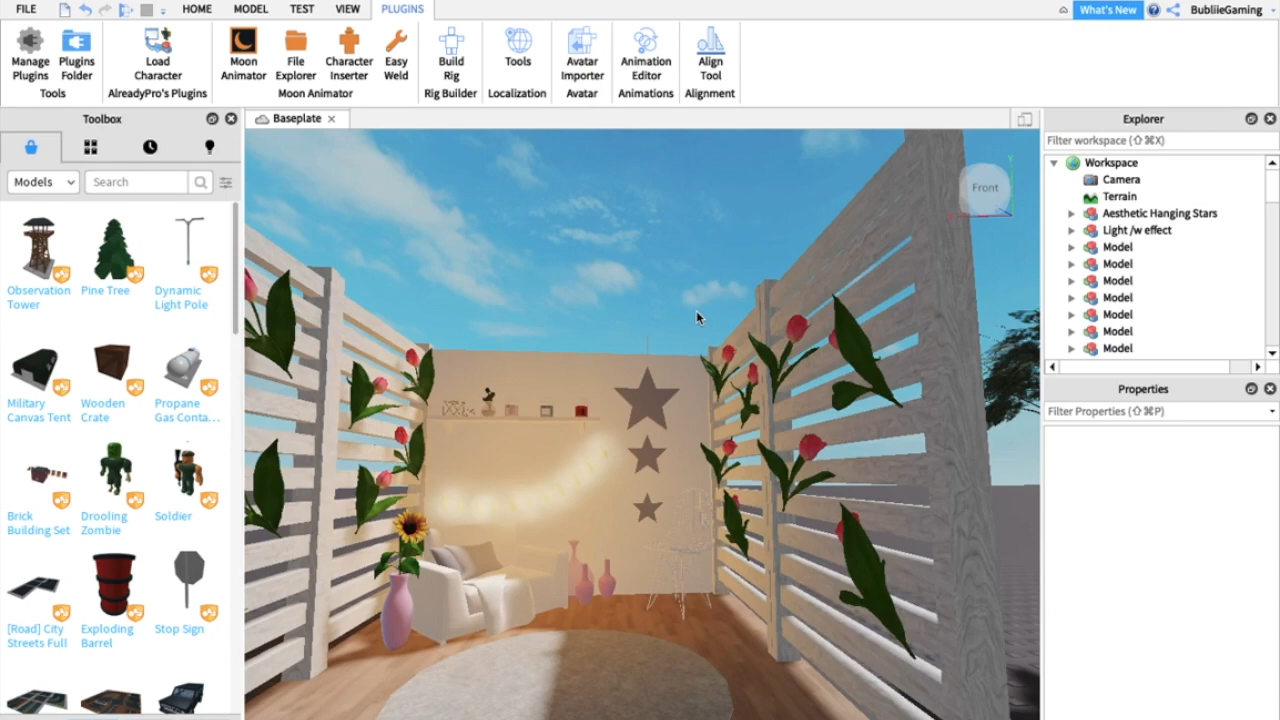 FILE HOME MODEL TEST VIEW PLUGINS What's New BubliieGaming
Manage Plugins Load Moon File Character Easy Build Tools Avatar Animation Align
Plugins Folder Character Animator Explorer Inserter Weld Rig Importer Editor Tool
Tools AlreadyPro's Plugins Moon Animator Rig Builder Localization Avatar Animations Alignment
Toolbox
Models Search
Observation Pine Tree Dynamic
Tower Light Pole
Military Wooden Propane
Canvas Tent Crate Gas Conta...
Brick Drooling Soldier
Building Set Zombie
[Road] City Exploding Stop Sign
Streets Full Barrel
Baseplate
Front
Y
Explorer
Filter workspace (⇧⌘X)
Workspace
Camera
Terrain
Aesthetic Hanging Stars
Light /w effect
Model
Model
Model
Model
Model
Model
Model
Properties
Filter Properties (⇧⌘P)